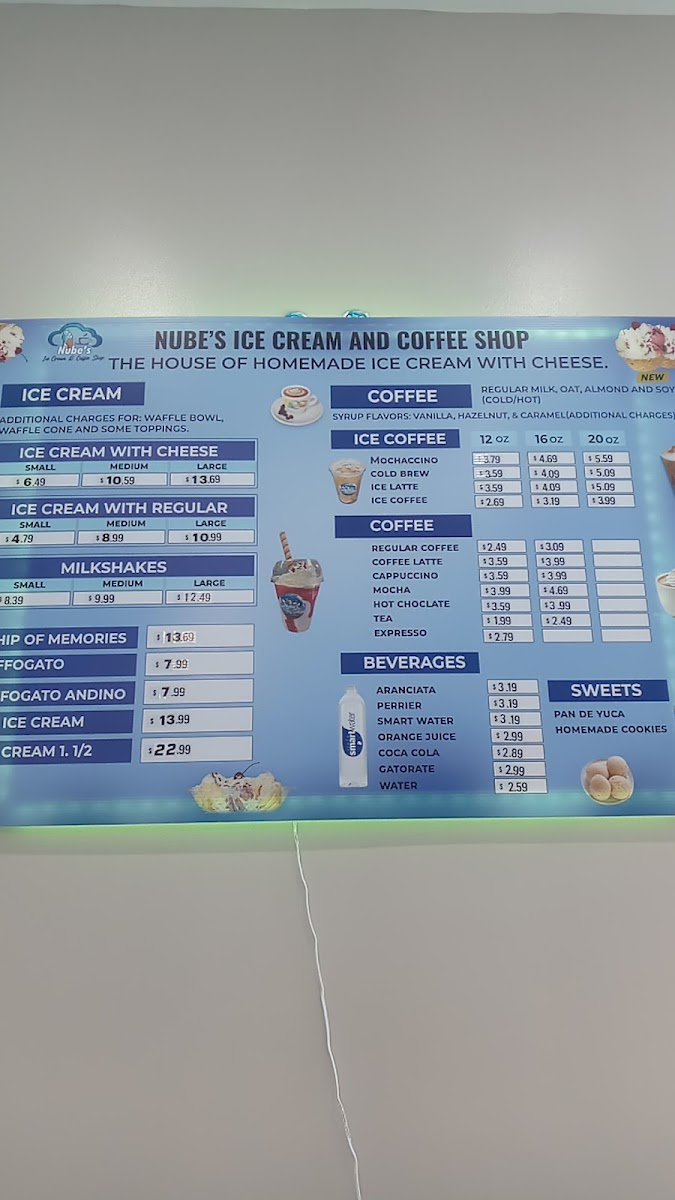 Nube's
Ice Cream & Coffee Shop
NUBE'S ICE CREAM AND COFFEE SHOP
THE HOUSE OF HOMEMADE ICE CREAM WITH CHEESE.
NEW
ICE CREAM
ADDITIONAL CHARGES FOR: WAFFLE BOWL,
WAFFLE CONE AND SOME TOPPINGS.
ICE CREAM WITH CHEESE
SMALL MEDIUM LARGE
$6.49 $10.59 $13.69
ICE CREAM WITH REGULAR
SMALL MEDIUM LARGE
$4.79 $8.99 $10.99
MILKSHAKES
SMALL MEDIUM LARGE
$8.39 $9.99 $12.49
HIP OF MEMORIES $13.69
FFOGATO $7.99
FOGATO ANDINO $7.99
ICE CREAM $13.99
CREAM 1. 1/2 $22.99
COFFEE
REGULAR MILK, OAT, ALMOND AND SOY
(COLD/HOT)
SYRUP FLAVORS: VANILLA, HAZELNUT, & CARAMEL(ADDITIONAL CHARGES)
ICE COFFEE 12 OZ 16 OZ 20 OZ
MOCHACCINO $3.79 $4.69 $5.59
COLD BREW $3.59 $4.09 $5.09
ICE LATTE $3.59 $4.09 $5.09
ICE COFFEE $2.69 $3.19 $3.99
COFFEE
REGULAR COFFEE $2.49 $3.09
COFFEE LATTE $3.59 $3.99
CAPPUCCINO $3.59 $3.99
MOCHA $3.99 $4.69
HOT CHOCLATE $3.59 $3.99
TEA $1.99 $2.49
EXPRESSO $2.79
BEVERAGES
ARANCIATA $3.19
PERRIER $3.19
SMART WATER $3.19
ORANGE JUICE $2.99
COCA COLA $2.89
GATORATE $2.99
WATER $2.59
smartwater
SWEETS
PAN DE YUCA
HOMEMADE COOKIES